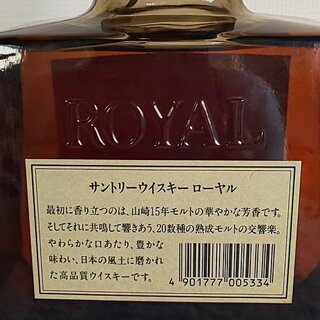 ROYAL
サントリーウイスキー ローヤル
最初に香り立つのは、山崎15年モルトの華やかな芳香です。
そしてそれに共鳴して響きあう、20数種の熟成モルトの交響楽。
やわらかな口あたり、豊かな
味わい、日本の風土に磨かれ
た高品質ウイスキーです。
4 901777 005334